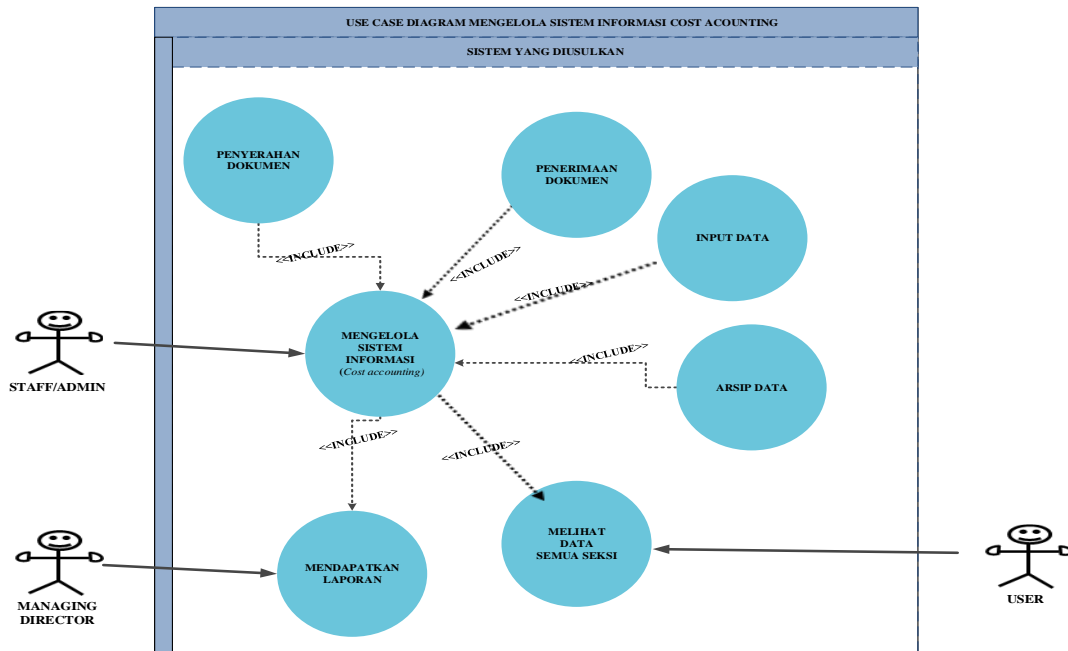 USE CASE DIAGRAM MENGELOLA SISTEM INFORMASI COST ACOUNTING
SISTEM YANG DIUSULKAN
PENYERAHAN
DOKUMEN
PENERIMAAN
DOKUMEN
INPUT DATA
<<INCLUDE>>
<<INCLUDE>>
<<INCLUDE>>
MENGELOLA
SISTEM
INFORMASI
(Cost accounting)
<<INCLUDE>>
ARSIP DATA
STAFF/ADMIN
<<INCLUDE>>
<<INCLUDE>>
MELIHAT
DATA
SEMUA SEKSI
MENDAPATKAN
LAPORAN
MANAGING
DIRECTOR
USER